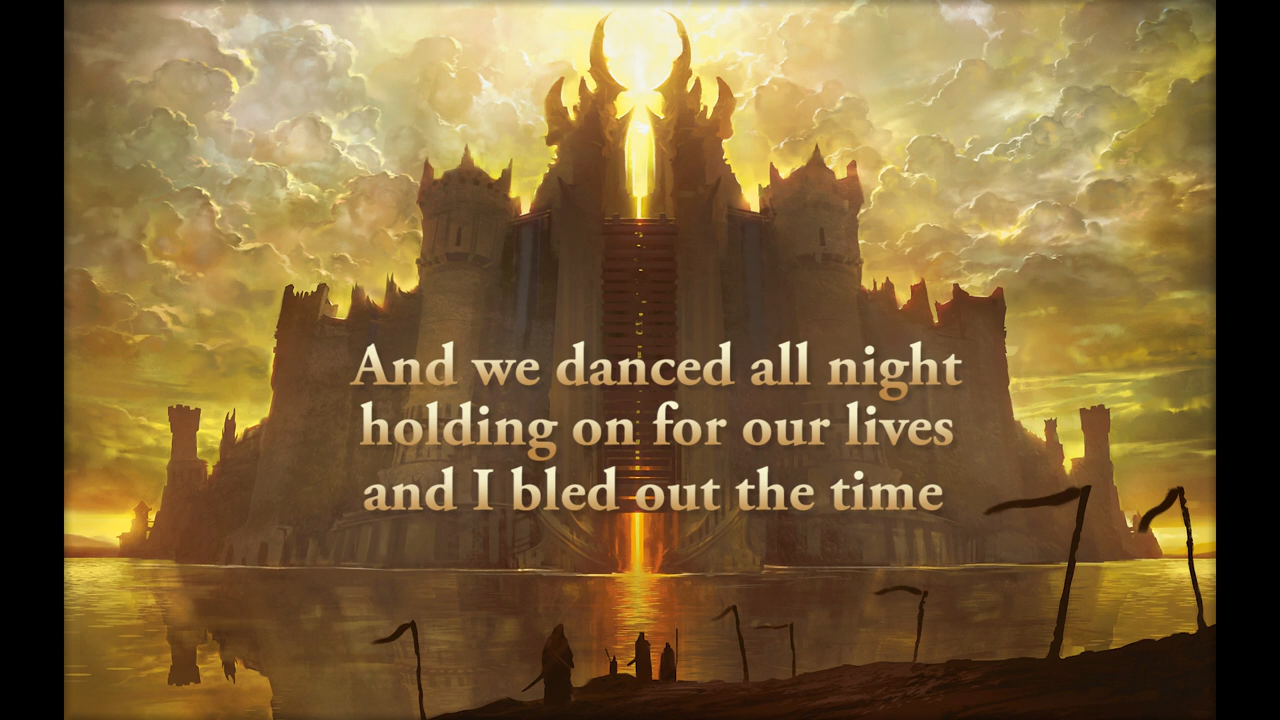 And we danced all night
holding on for our lives
and I bled out the time